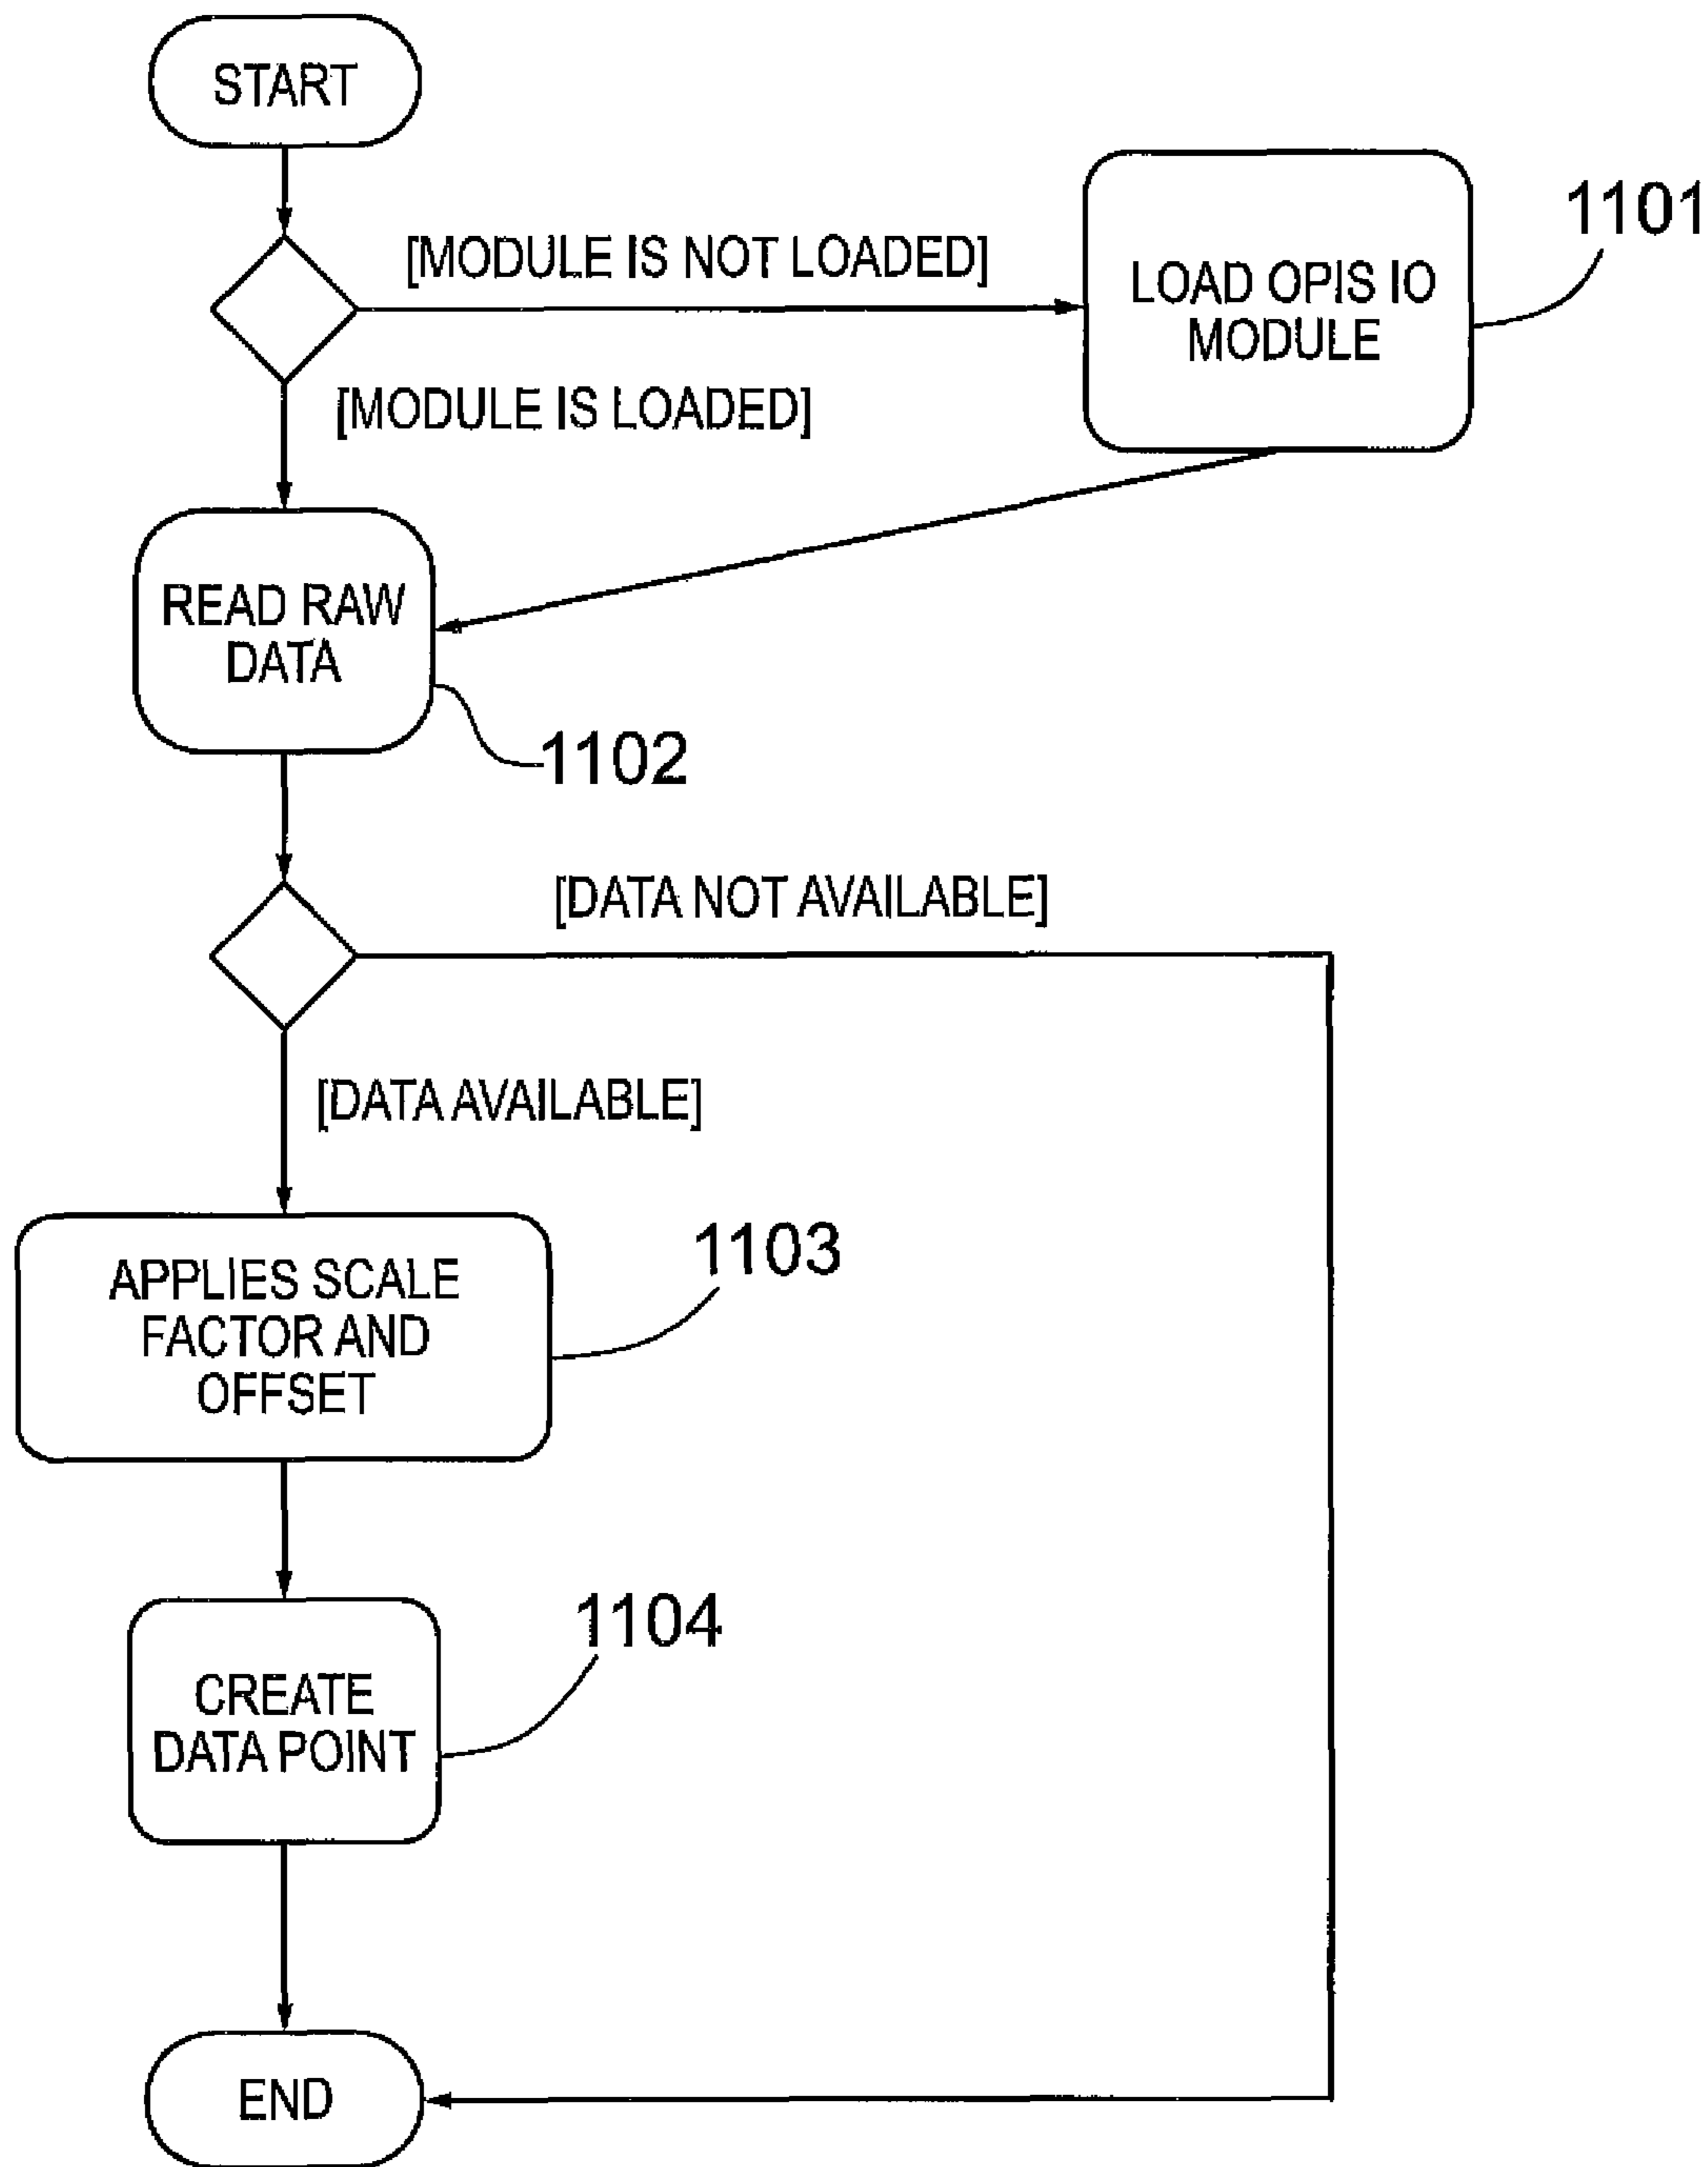 START
[MODULE IS NOT LOADED]
LOAD OPIS IO
MODULE
1101
[MODULE IS LOADED]
READ RAW
DATA
1102
[DATA NOT AVAILABLE]
[DATA AVAILABLE]
APPLIES SCALE
FACTOR AND
OFFSET
1103
CREATE
DATA POINT
1104
END